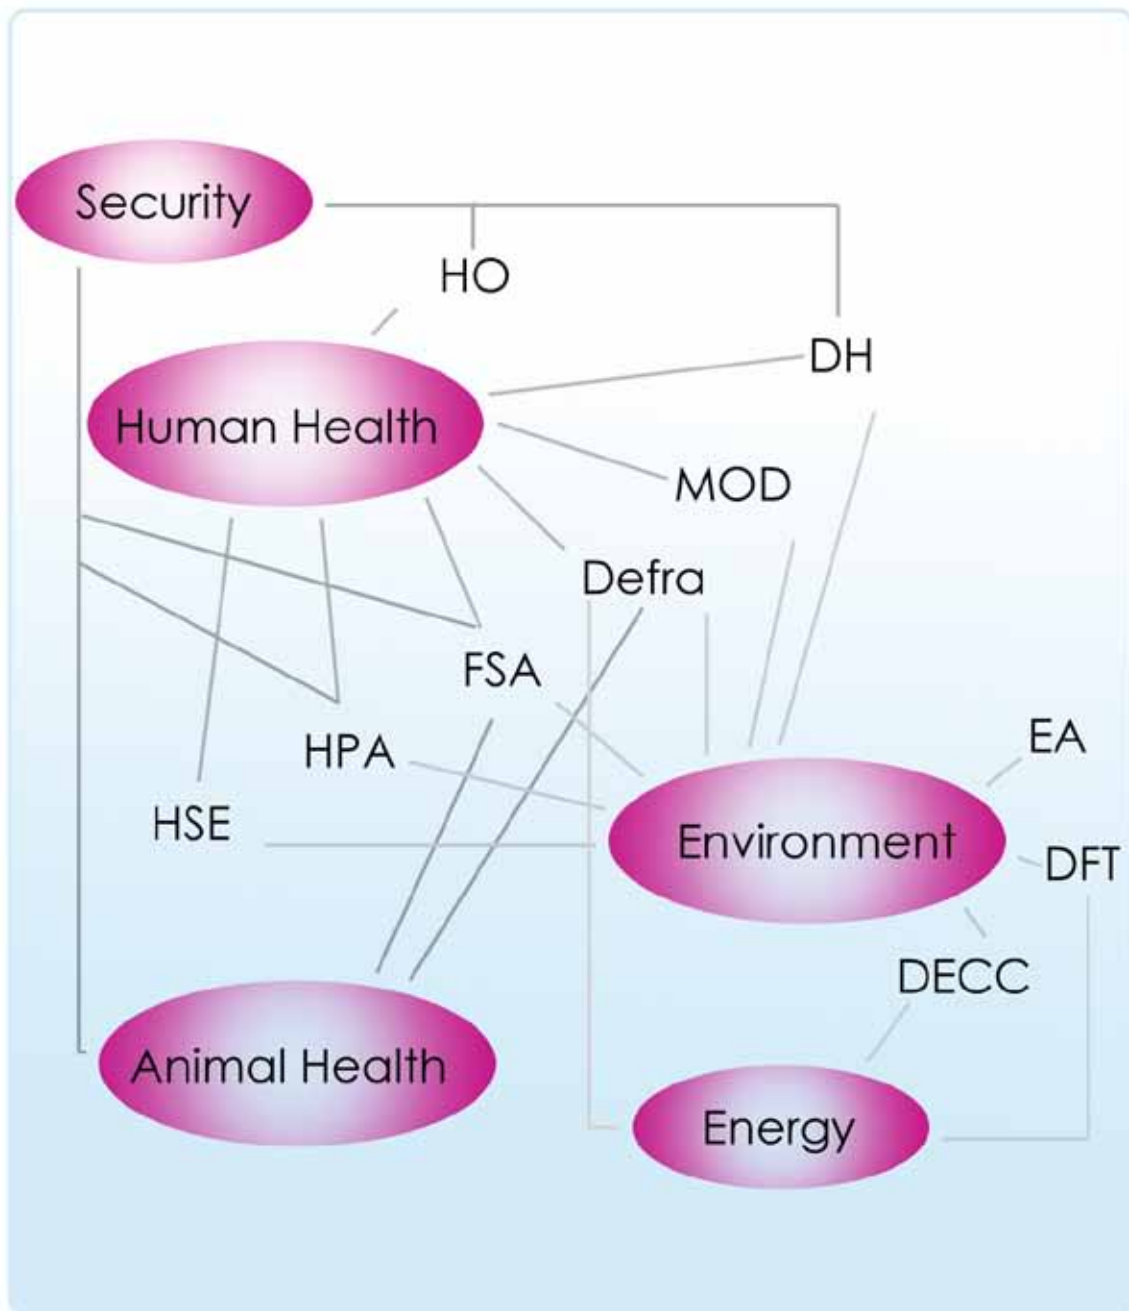 Security
HO
DH
Human Health
MOD
Defra
FSA
HPA
EA
HSE
Environment
DFT
DECC
Animal Health
Energy